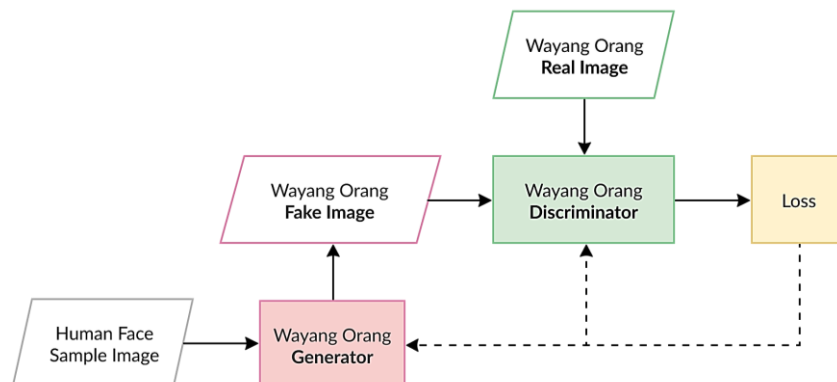 Wayang Orang
Real Image
Wayang Orang
Fake Image
Wayang Orang
Discriminator
Loss
Human Face
Sample Image
Wayang Orang
Generator